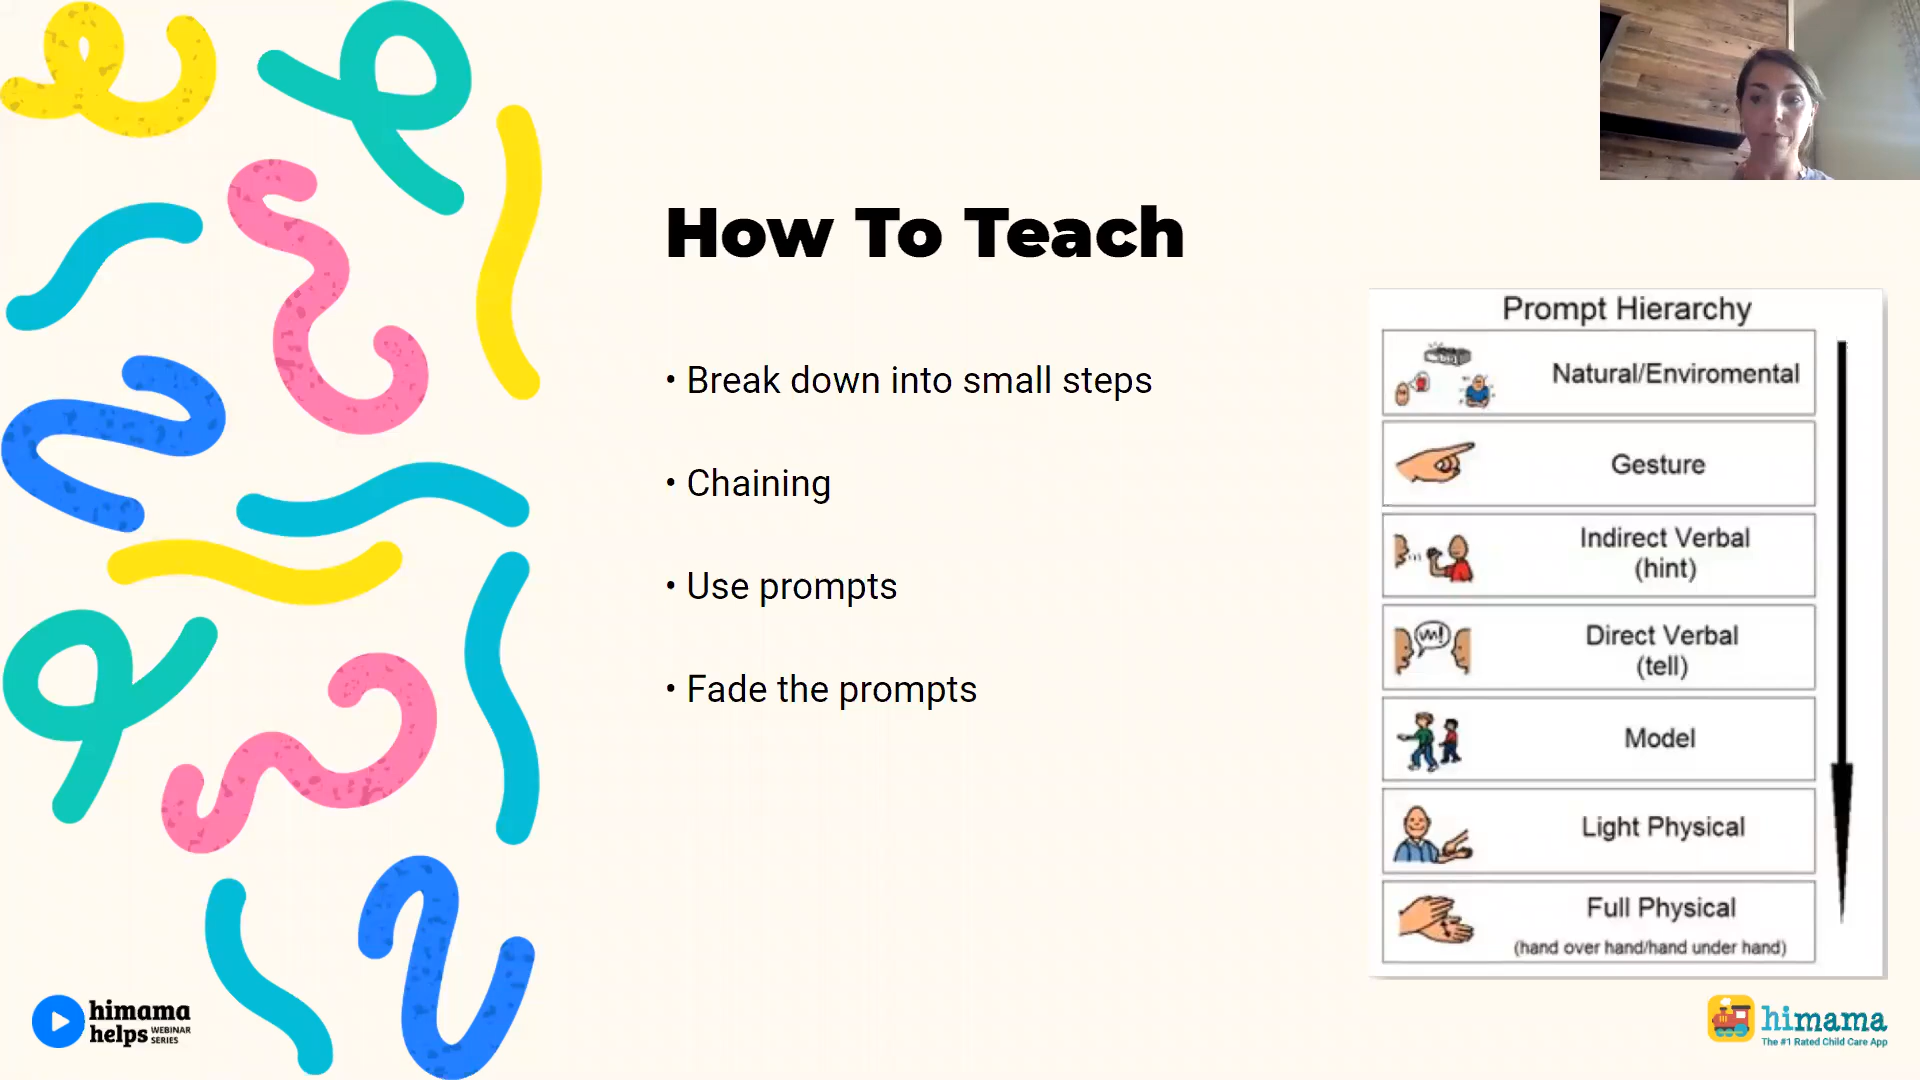 How To Teach
• Break down into small steps
• Chaining
• Use prompts
• Fade the prompts
Prompt Hierarchy
Natural/Enviromental
Gesture
Indirect Verbal
(hint)
Direct Verbal
(tell)
Model
Light Physical
Full Physical
(hand over hand/hand under hand)
himama
helps WEBINAR
SERIES
himama
The #1 Rated Child Care App